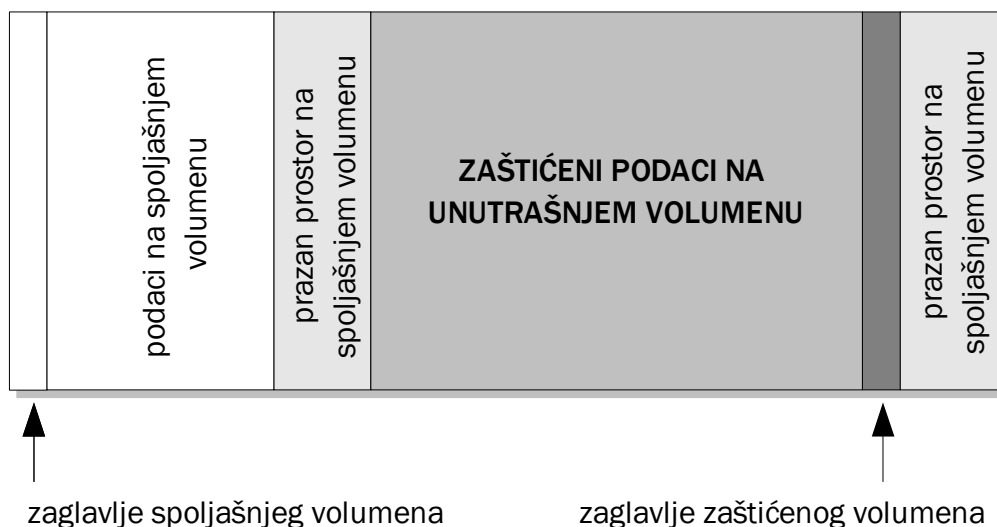 podaci na spoljašnjem
volumenu
prazan prostor na
spoljašnjem volumenu
ZAŠTIĆENI PODACI NA
UNUTRAŠNJEM VOLUMENU
prazan prostor na
spoljašnjem volumenu
zaglavlje spoljašnjeg volumena
zaglavlje zaštićenog volumena